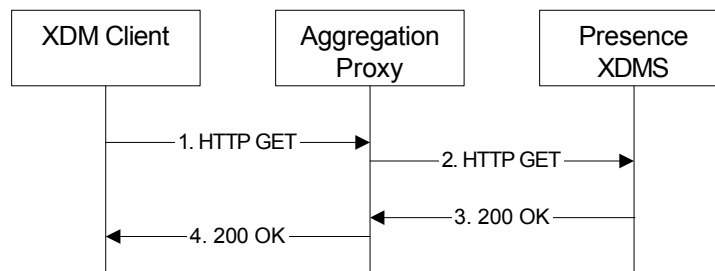 XDM Client
Aggregation
Proxy
Presence
XDMS
1. HTTP GET
2. HTTP GET
3. 200 OK
4. 200 OK